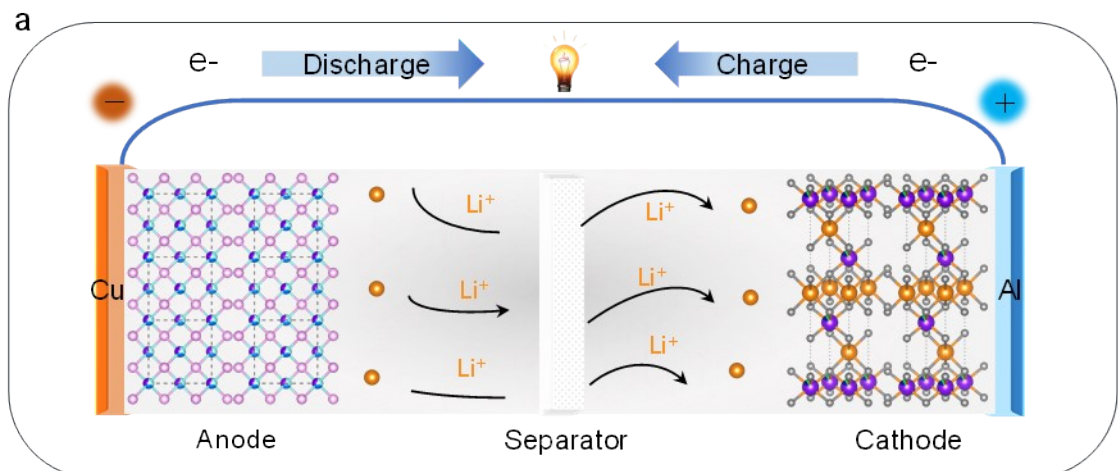 a
e- Discharge Charge e-
− +
Li⁺ Li⁺
Cu Li⁺ Li⁺ Al
Li⁺ Li⁺
Anode Separator Cathode